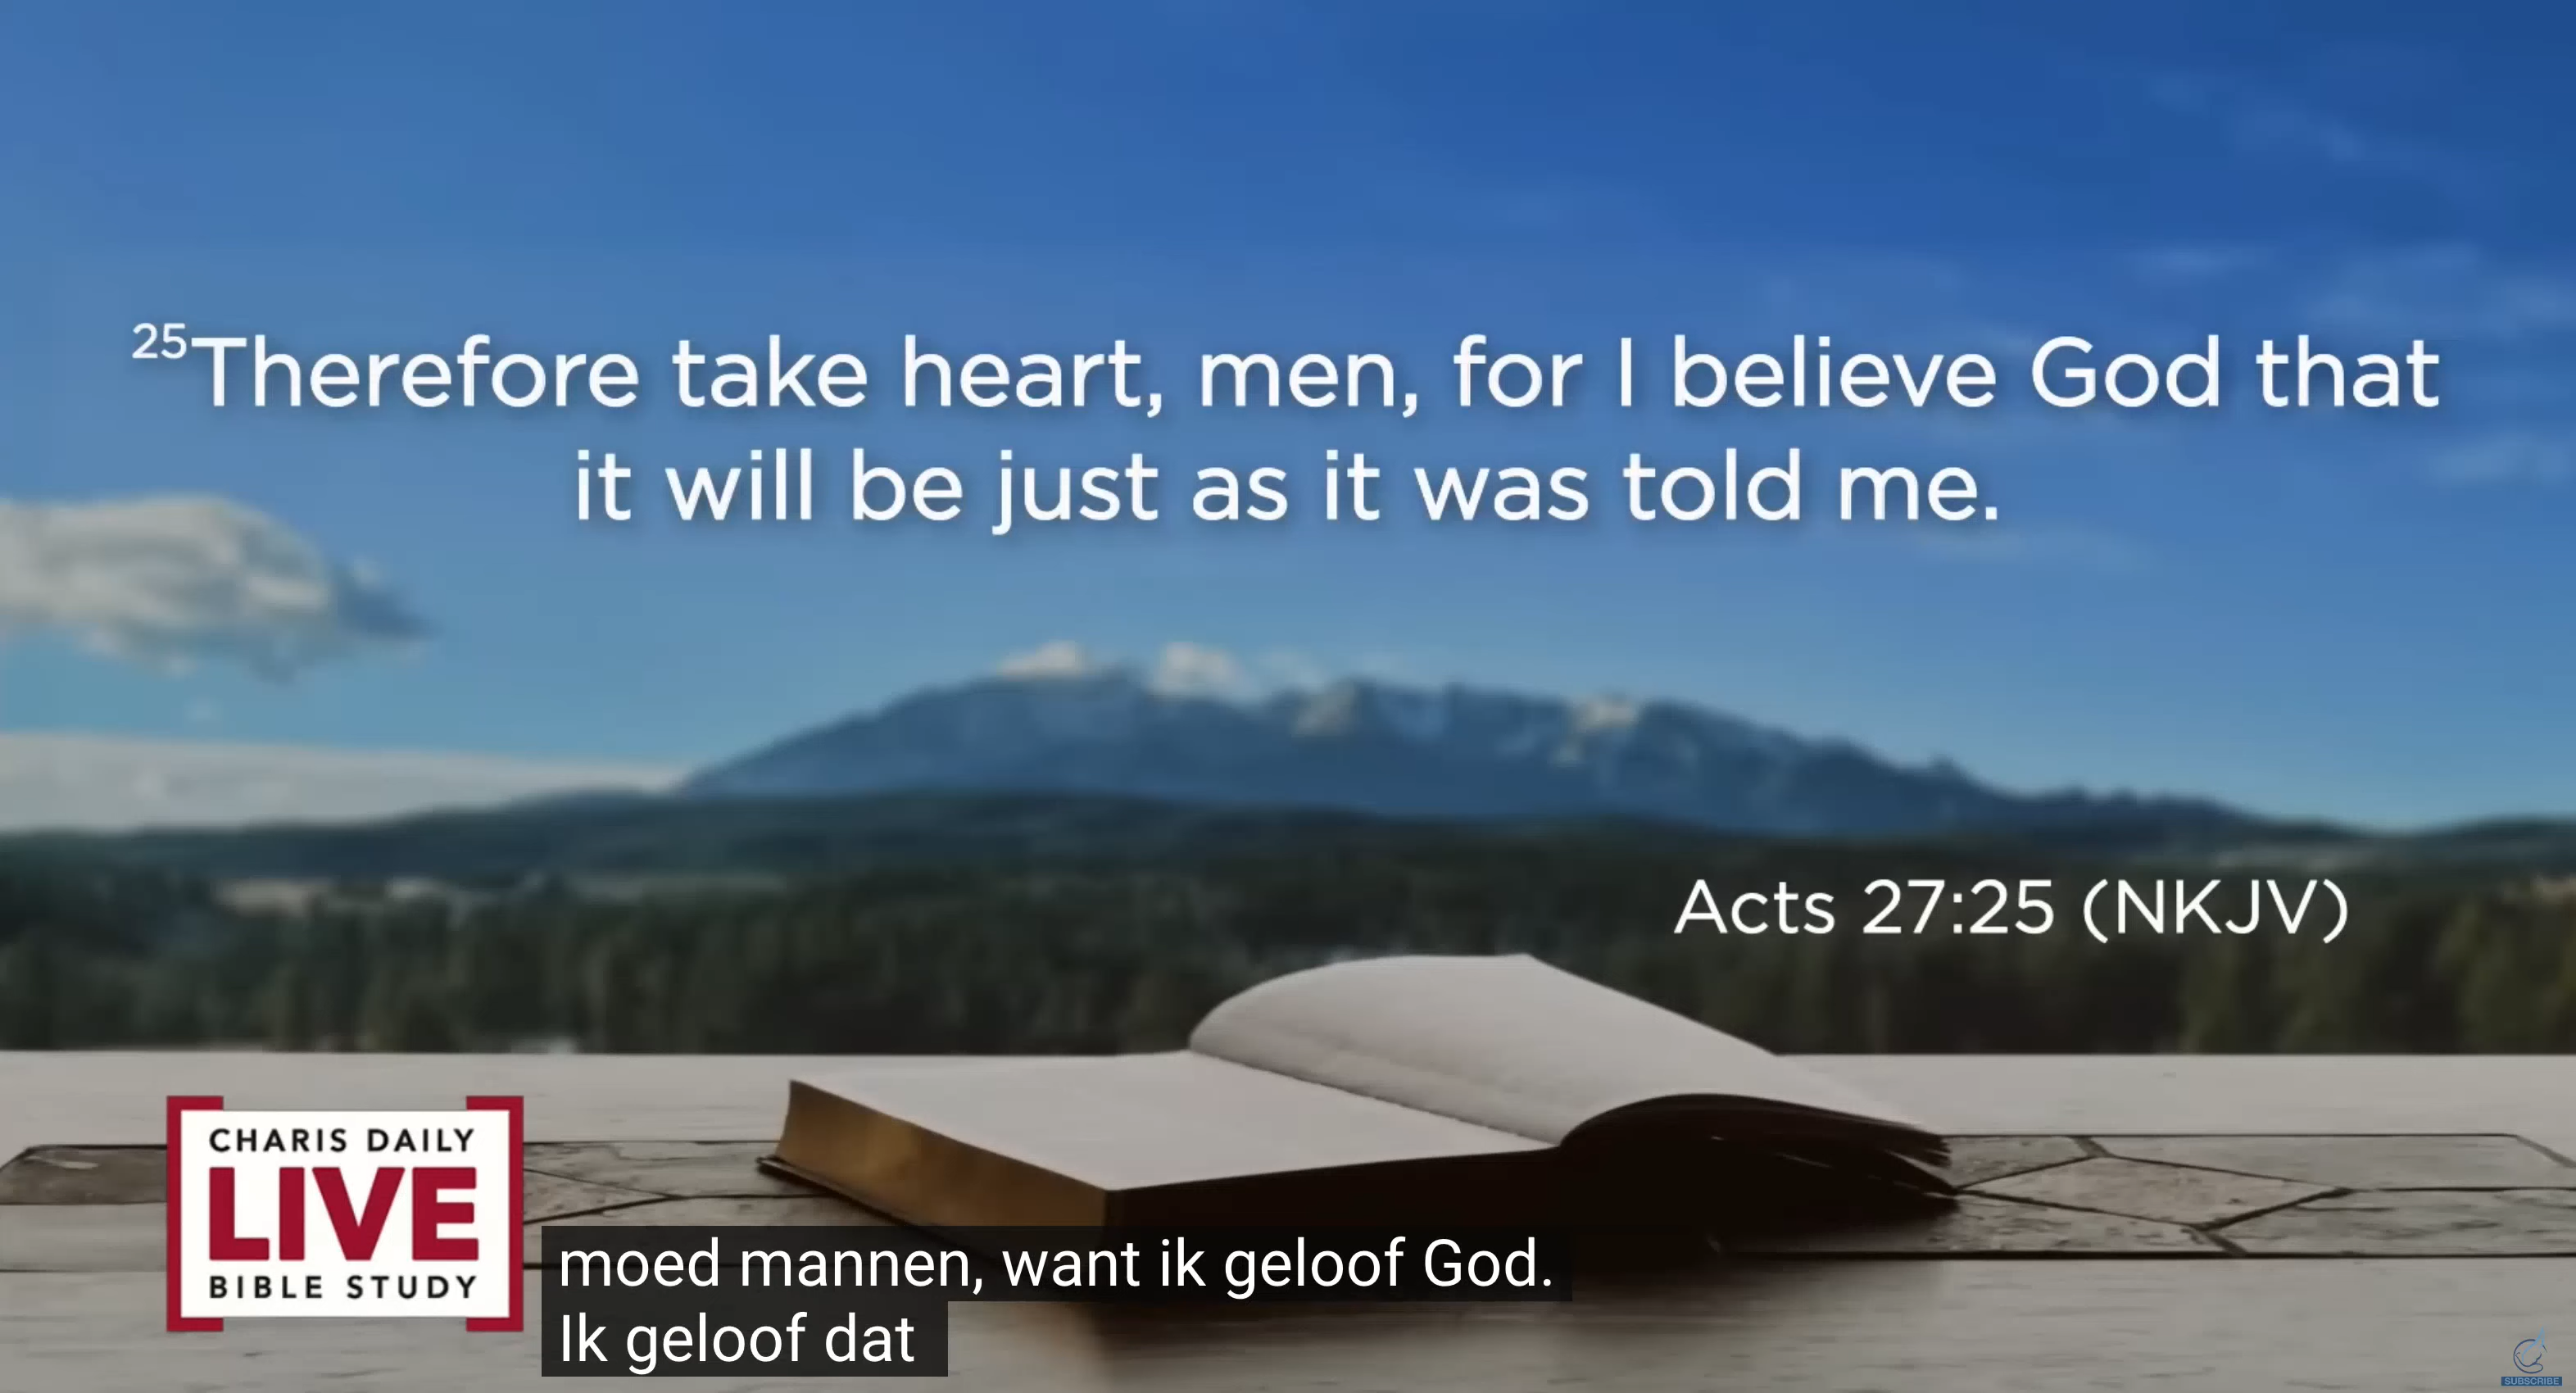 25Therefore take heart, men, for I believe God that
it will be just as it was told me.
Acts 27:25 (NKJV)
CHARIS DAILY
LIVE
BIBLE STUDY
moed mannen, want ik geloof God.
Ik geloof dat
SUBSCRIBE